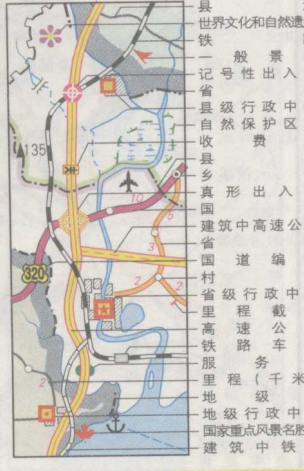 县
世界文化和自然遗
铁
一般景
记号性出入
省
县级行政中
自然保护区
135
收费
县
乡
真形出入
10
国
5
建筑中高速公
省
3
国道编
320
村
2
2
省级行政中
里程截
高速公
铁路车
服务
2
里程(千米
地级
地级行政中
国家重点风景名胜
建筑中铁